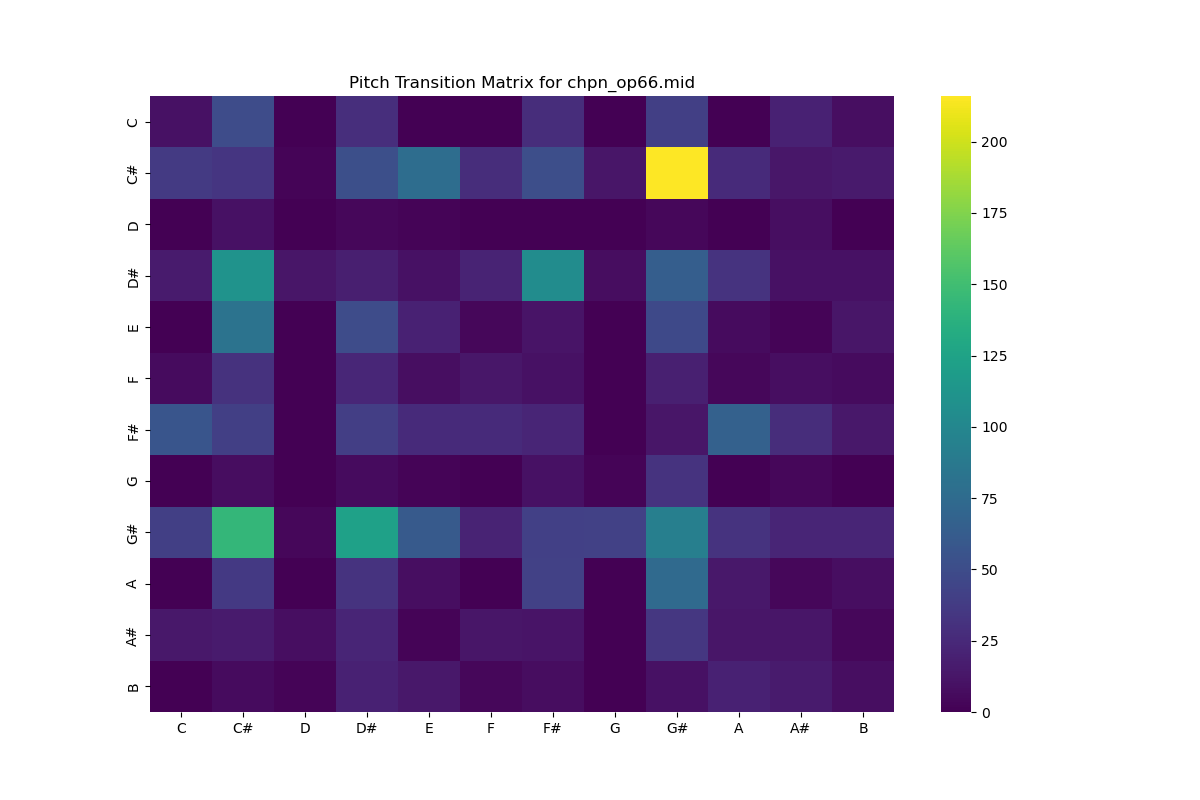 Pitch Transition Matrix for chpn_op66.mid
C
C#
D
D#
E
F
F#
G
G#
A
A#
B
C C# D D# E F F# G G# A A# B
200
175
150
125
100
75
50
25
0